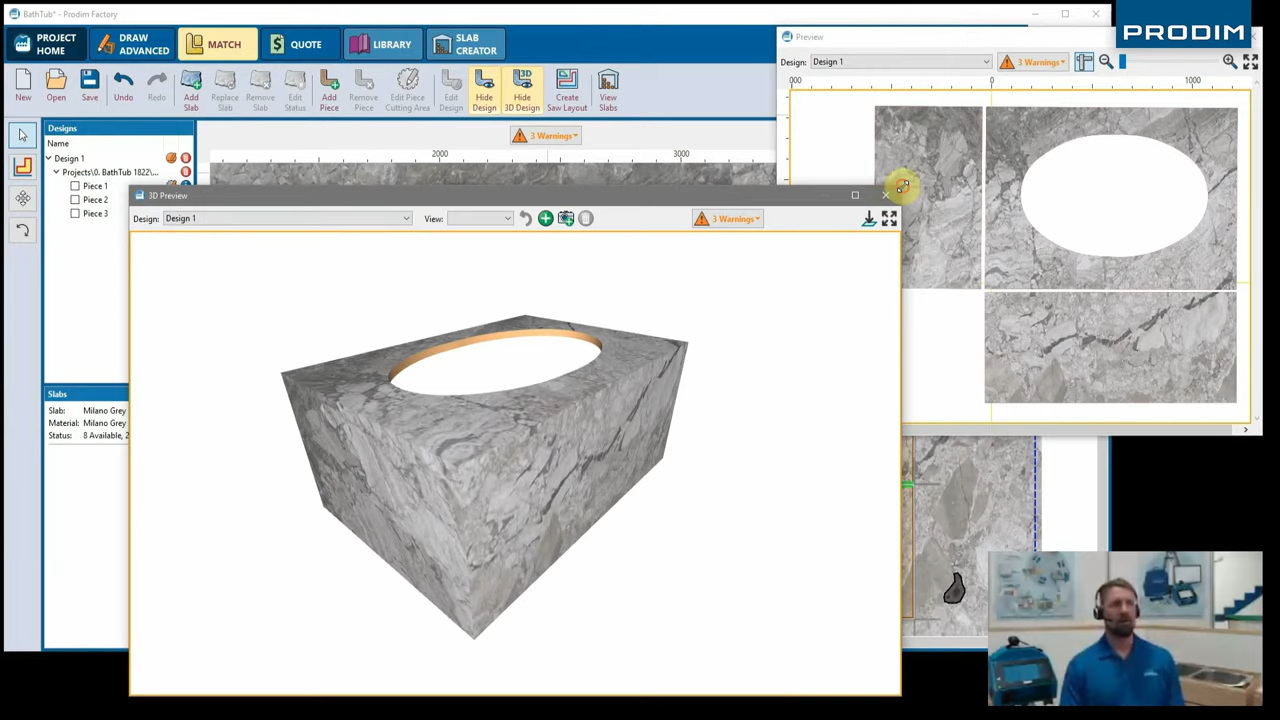 BathTub* - Prodim Factory
PRODIM
PROJECT HOME
DRAW ADVANCED
MATCH
QUOTE
LIBRARY
SLAB CREATOR
New
Open
Save
Undo
Redo
Add Slab
Replace Slab
Remove Slab
Edit Status
Add Piece
Remove Piece
Edit Piece Cutting Area
Edit Design
Hide Design
Hide 3D Design
Create Saw Layout
View Slabs
Preview
Design:
Design 1
3 Warnings
000
0
1000
3 Warnings
2000
3000
Designs
Name
Design 1
Projects\0. BathTub 1822
Piece 1
Piece 2
Piece 3
3D Preview
Design:
Design 1
View:
3 Warnings
Slabs
Slab: Milano Grey
Material: Milano Grey
Status: 8 Available, 2